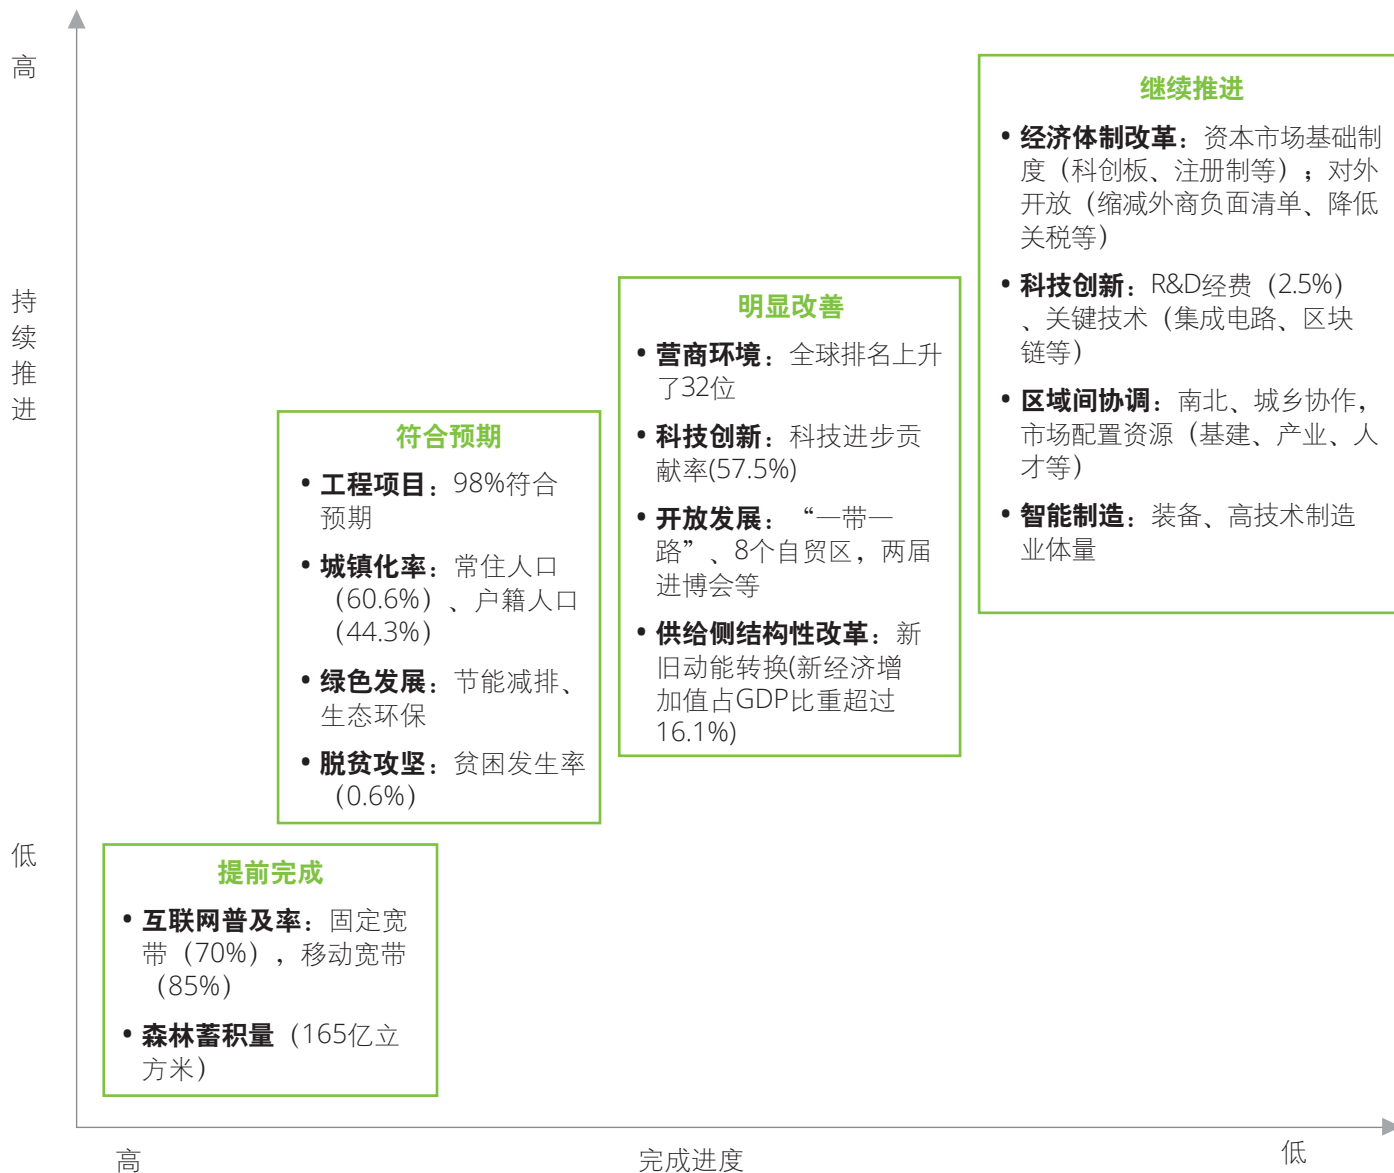 高
持
续
推
进
低
继续推进
• 经济体制改革：资本市场基础制
度（科创板、注册制等）；对外
开放（缩减外商负面清单、降低
关税等）
• 科技创新：R&D经费（2.5%）
、关键技术（集成电路、区块
链等）
• 区域间协调：南北、城乡协作，
市场配置资源（基建、产业、人
才等）
• 智能制造：装备、高技术制造
业体量
明显改善
• 营商环境：全球排名上升
了32位
• 科技创新：科技进步贡
献率(57.5%)
• 开放发展：“一带一
路”、8个自贸区，两届
进博会等
• 供给侧结构性改革：新
旧动能转换(新经济增
加值占GDP比重超过
16.1%)
符合预期
• 工程项目：98%符合
预期
• 城镇化率：常住人口
（60.6%）、户籍人口
(44.3%)
• 绿色发展：节能减排、
生态环保
• 脱贫攻坚：贫困发生率
（0.6%）
提前完成
• 互联网普及率：固定宽
带（70%），移动宽带
（85%）
• 森林蓄积量（165亿立
方米）
高
完成进度
低